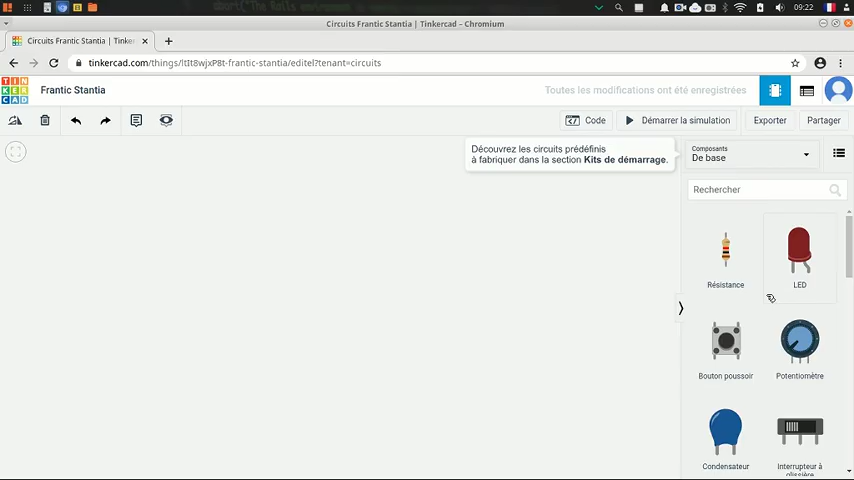 09:22
Circuits Frantic Stantia | Tinkercad – Chromium
Circuits Frantic Stantia | Tinker
tinkercad.com/things/ltIt8wjxP8t-frantic-stantia/editel?tenant=circuits
TIN
KER
CAD
Frantic Stantia
Toutes les modifications ont été enregistrées
Code
Démarrer la simulation
Exporter
Partager
Découvrez les circuits prédéfinis
à fabriquer dans la section Kits de démarrage.
Composants
De base
Rechercher
Résistance
LED
Bouton poussoir
Potentiomètre
Condensateur
Interrupteur à
glissière